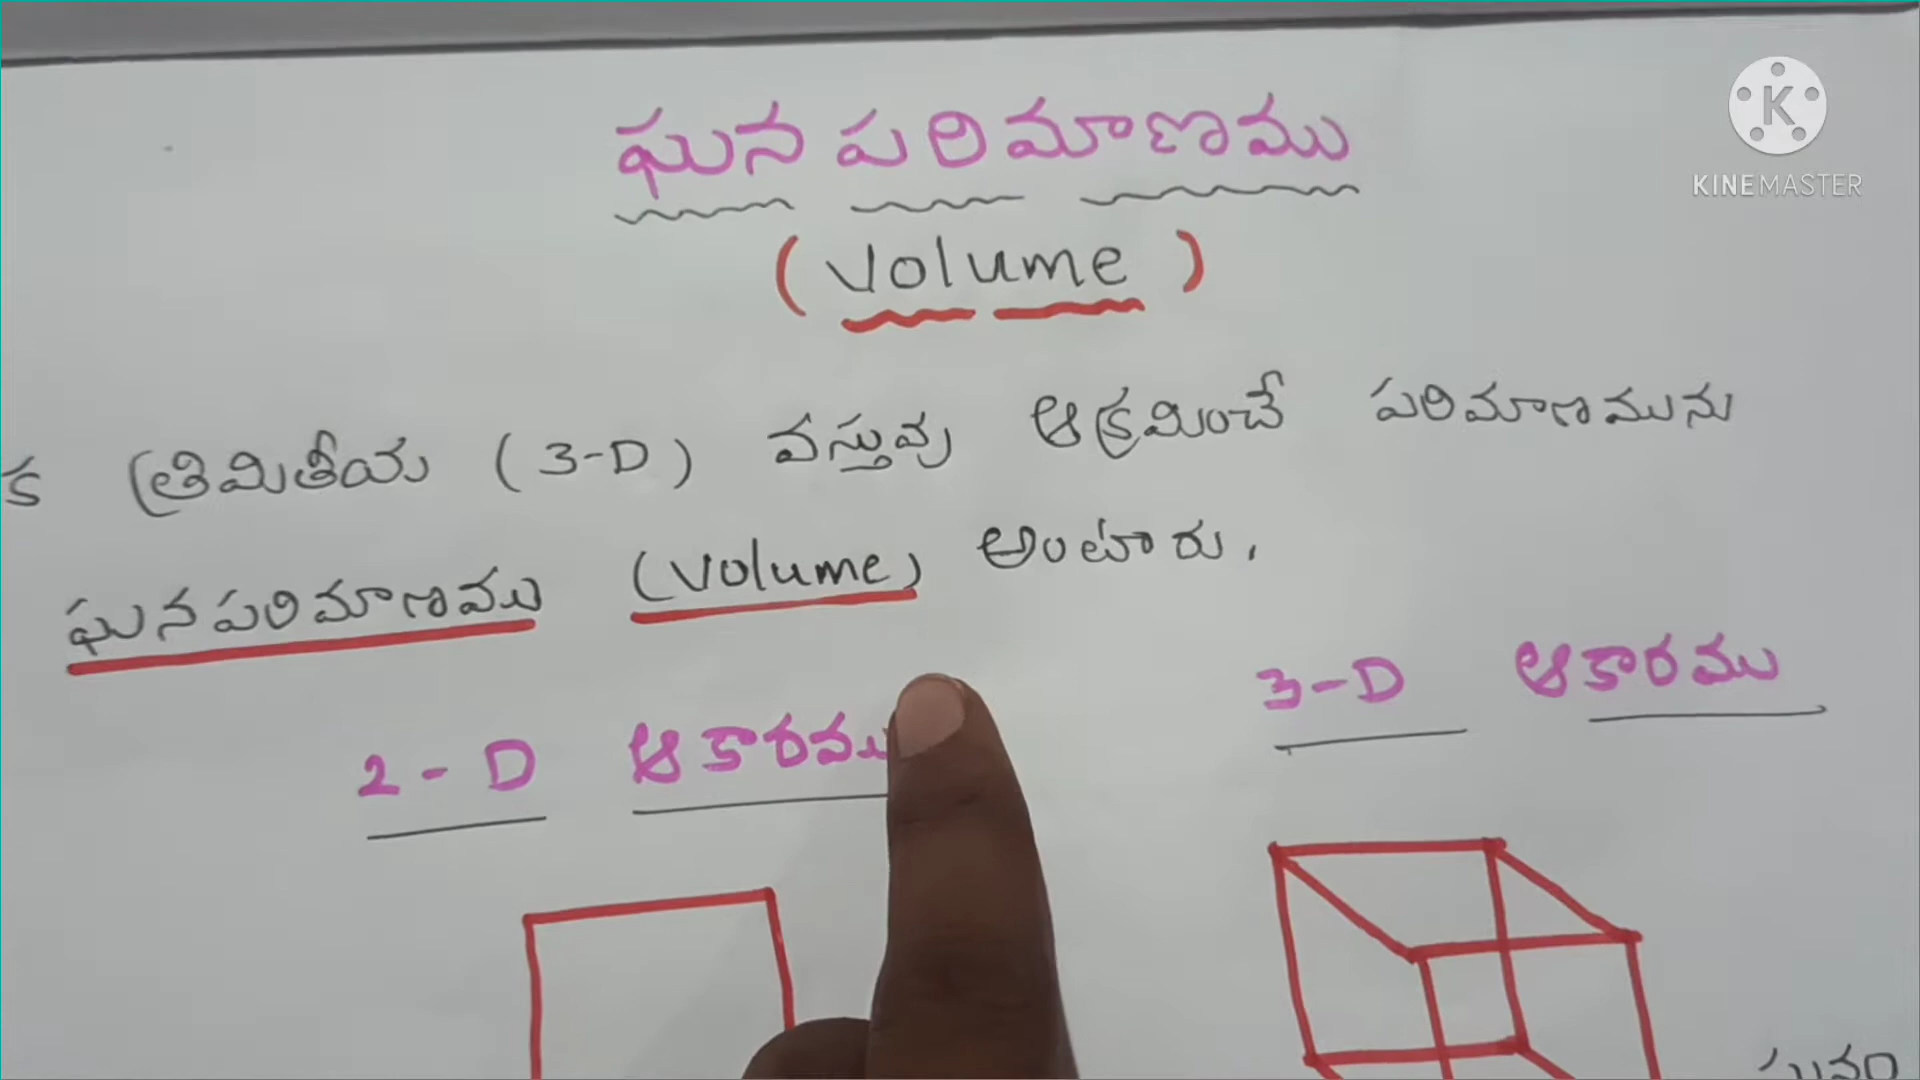 ఘన పరిమాణము
(Volume)
క త్రిమితీయ (3-D) వస్తువు ఆక్రమించే పరిమాణమును
ఘనపరిమాణము (Volume) అంటారు.
2-D ఆకారము
3-D ఆకారము
ఘనం
K
KINEMASTER